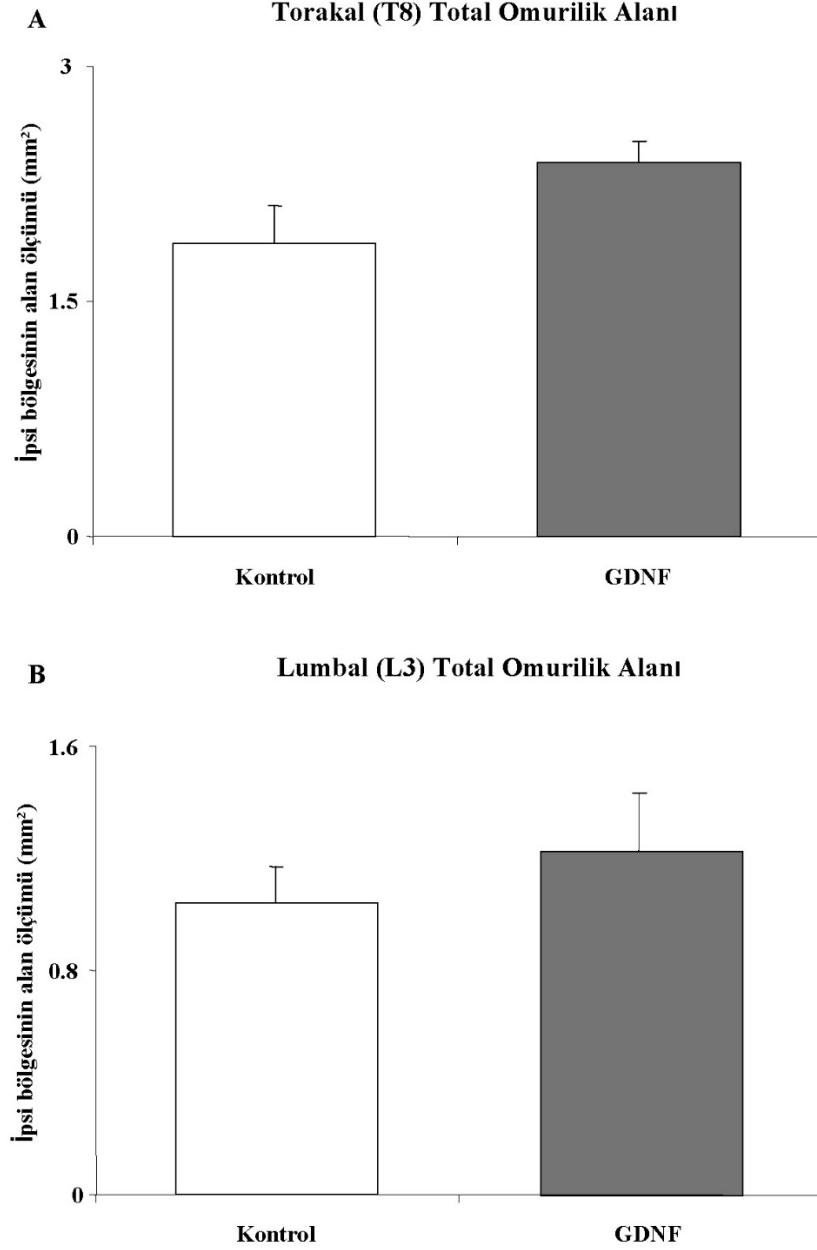 A
Torakal (T8) Total Omurilik Alanı
İpsi bölgesinin alan ölçümü (mm²)
3
1.5
0
Kontrol
GDNF
B
Lumbal (L3) Total Omurilik Alanı
İpsi bölgesinin alan ölçümü (mm²)
1.6
0.8
0
Kontrol
GDNF